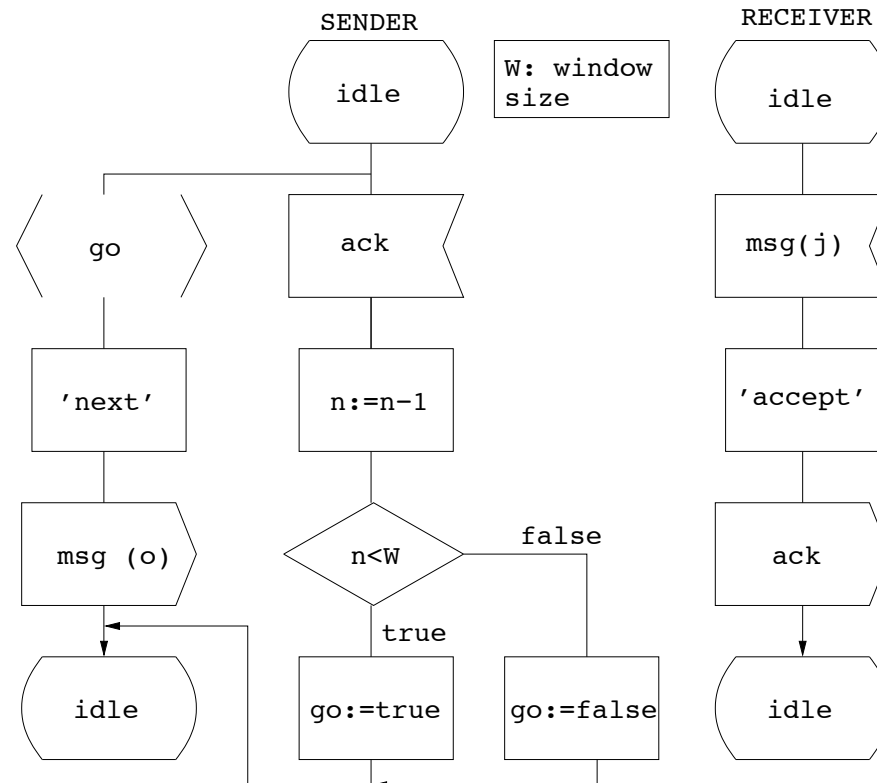 SENDER
RECEIVER
idle
W: window
size
idle
go
ack
msg(j)
’next’
n:=n−1
’accept’
msg (o)
n<W
false
ack
true
idle
go:=true
go:=false
idle